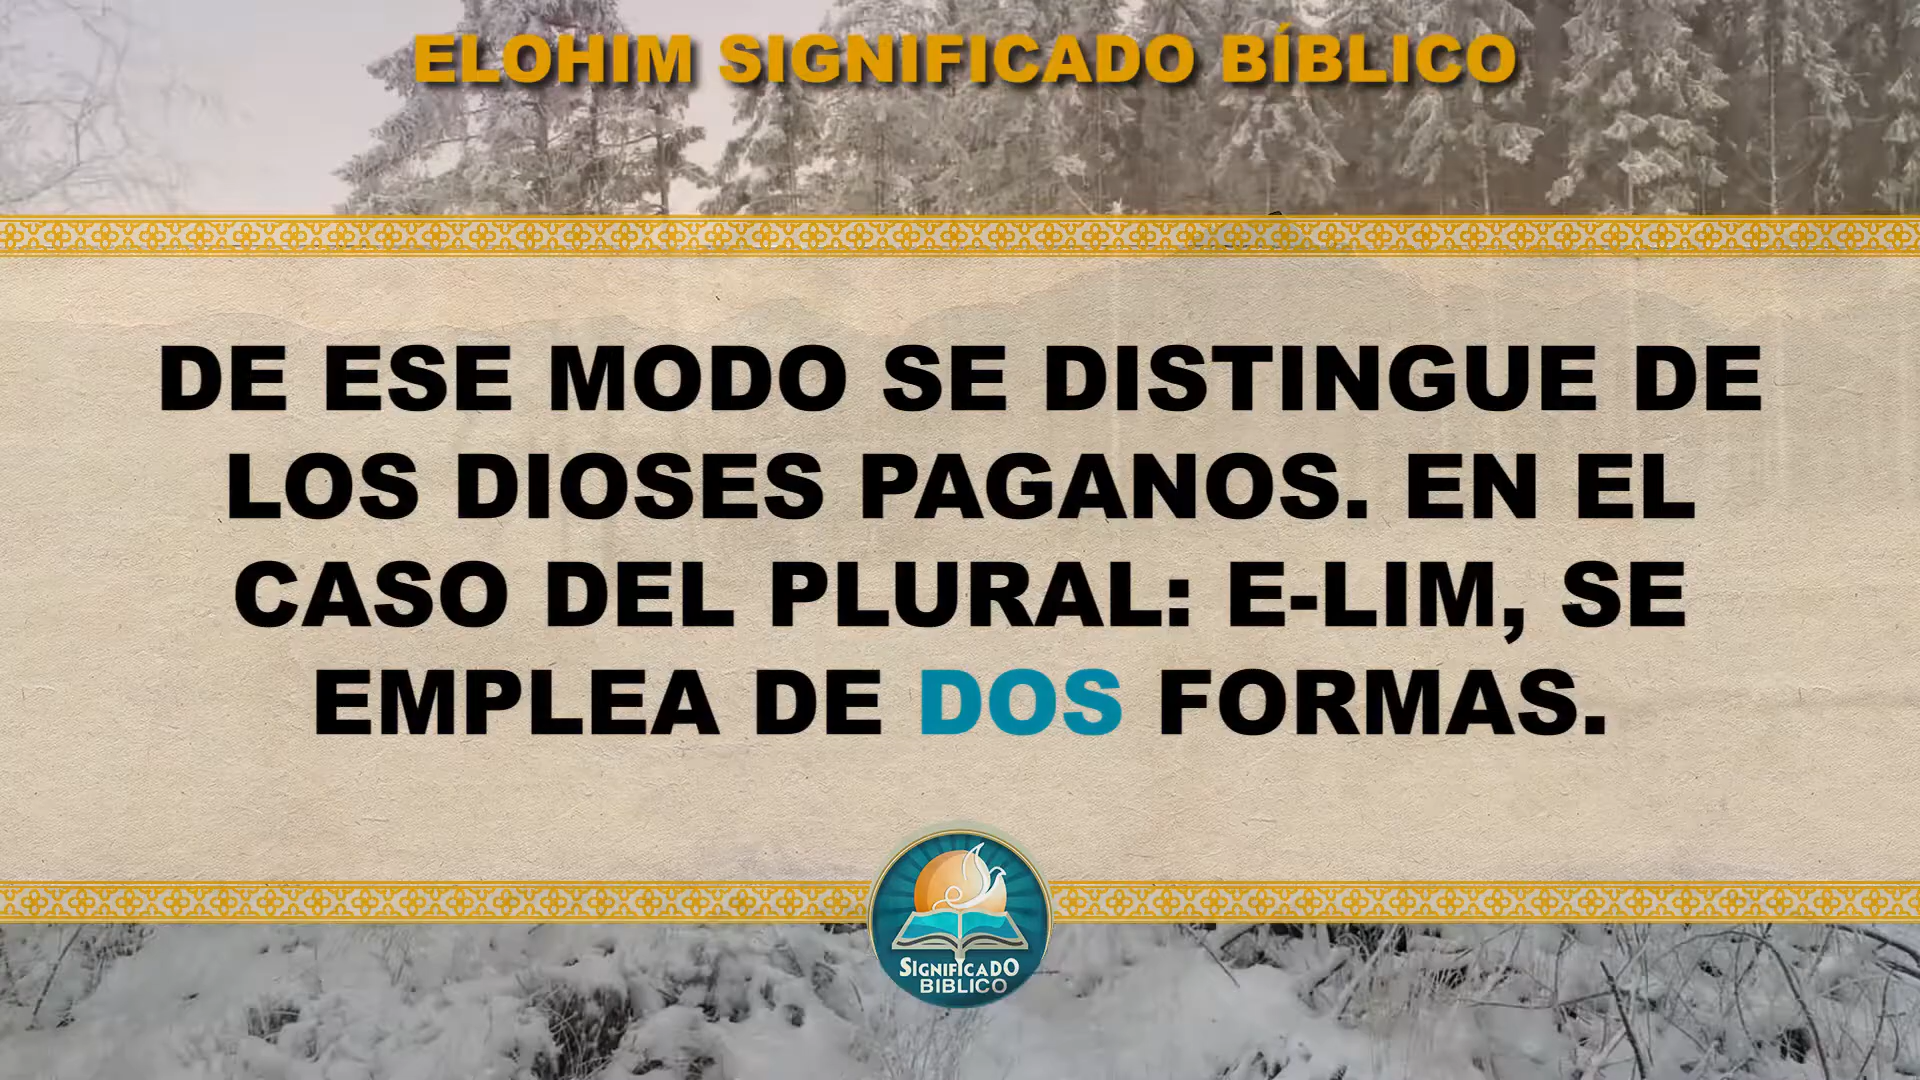 ELOHIM SIGNIFICADO BÍBLICO
DE ESE MODO SE DISTINGUE DE
LOS DIOSES PAGANOS. EN EL
CASO DEL PLURAL: E-LIM, SE
EMPLEA DE DOS FORMAS.
SIGNIFICADO
BIBLICO